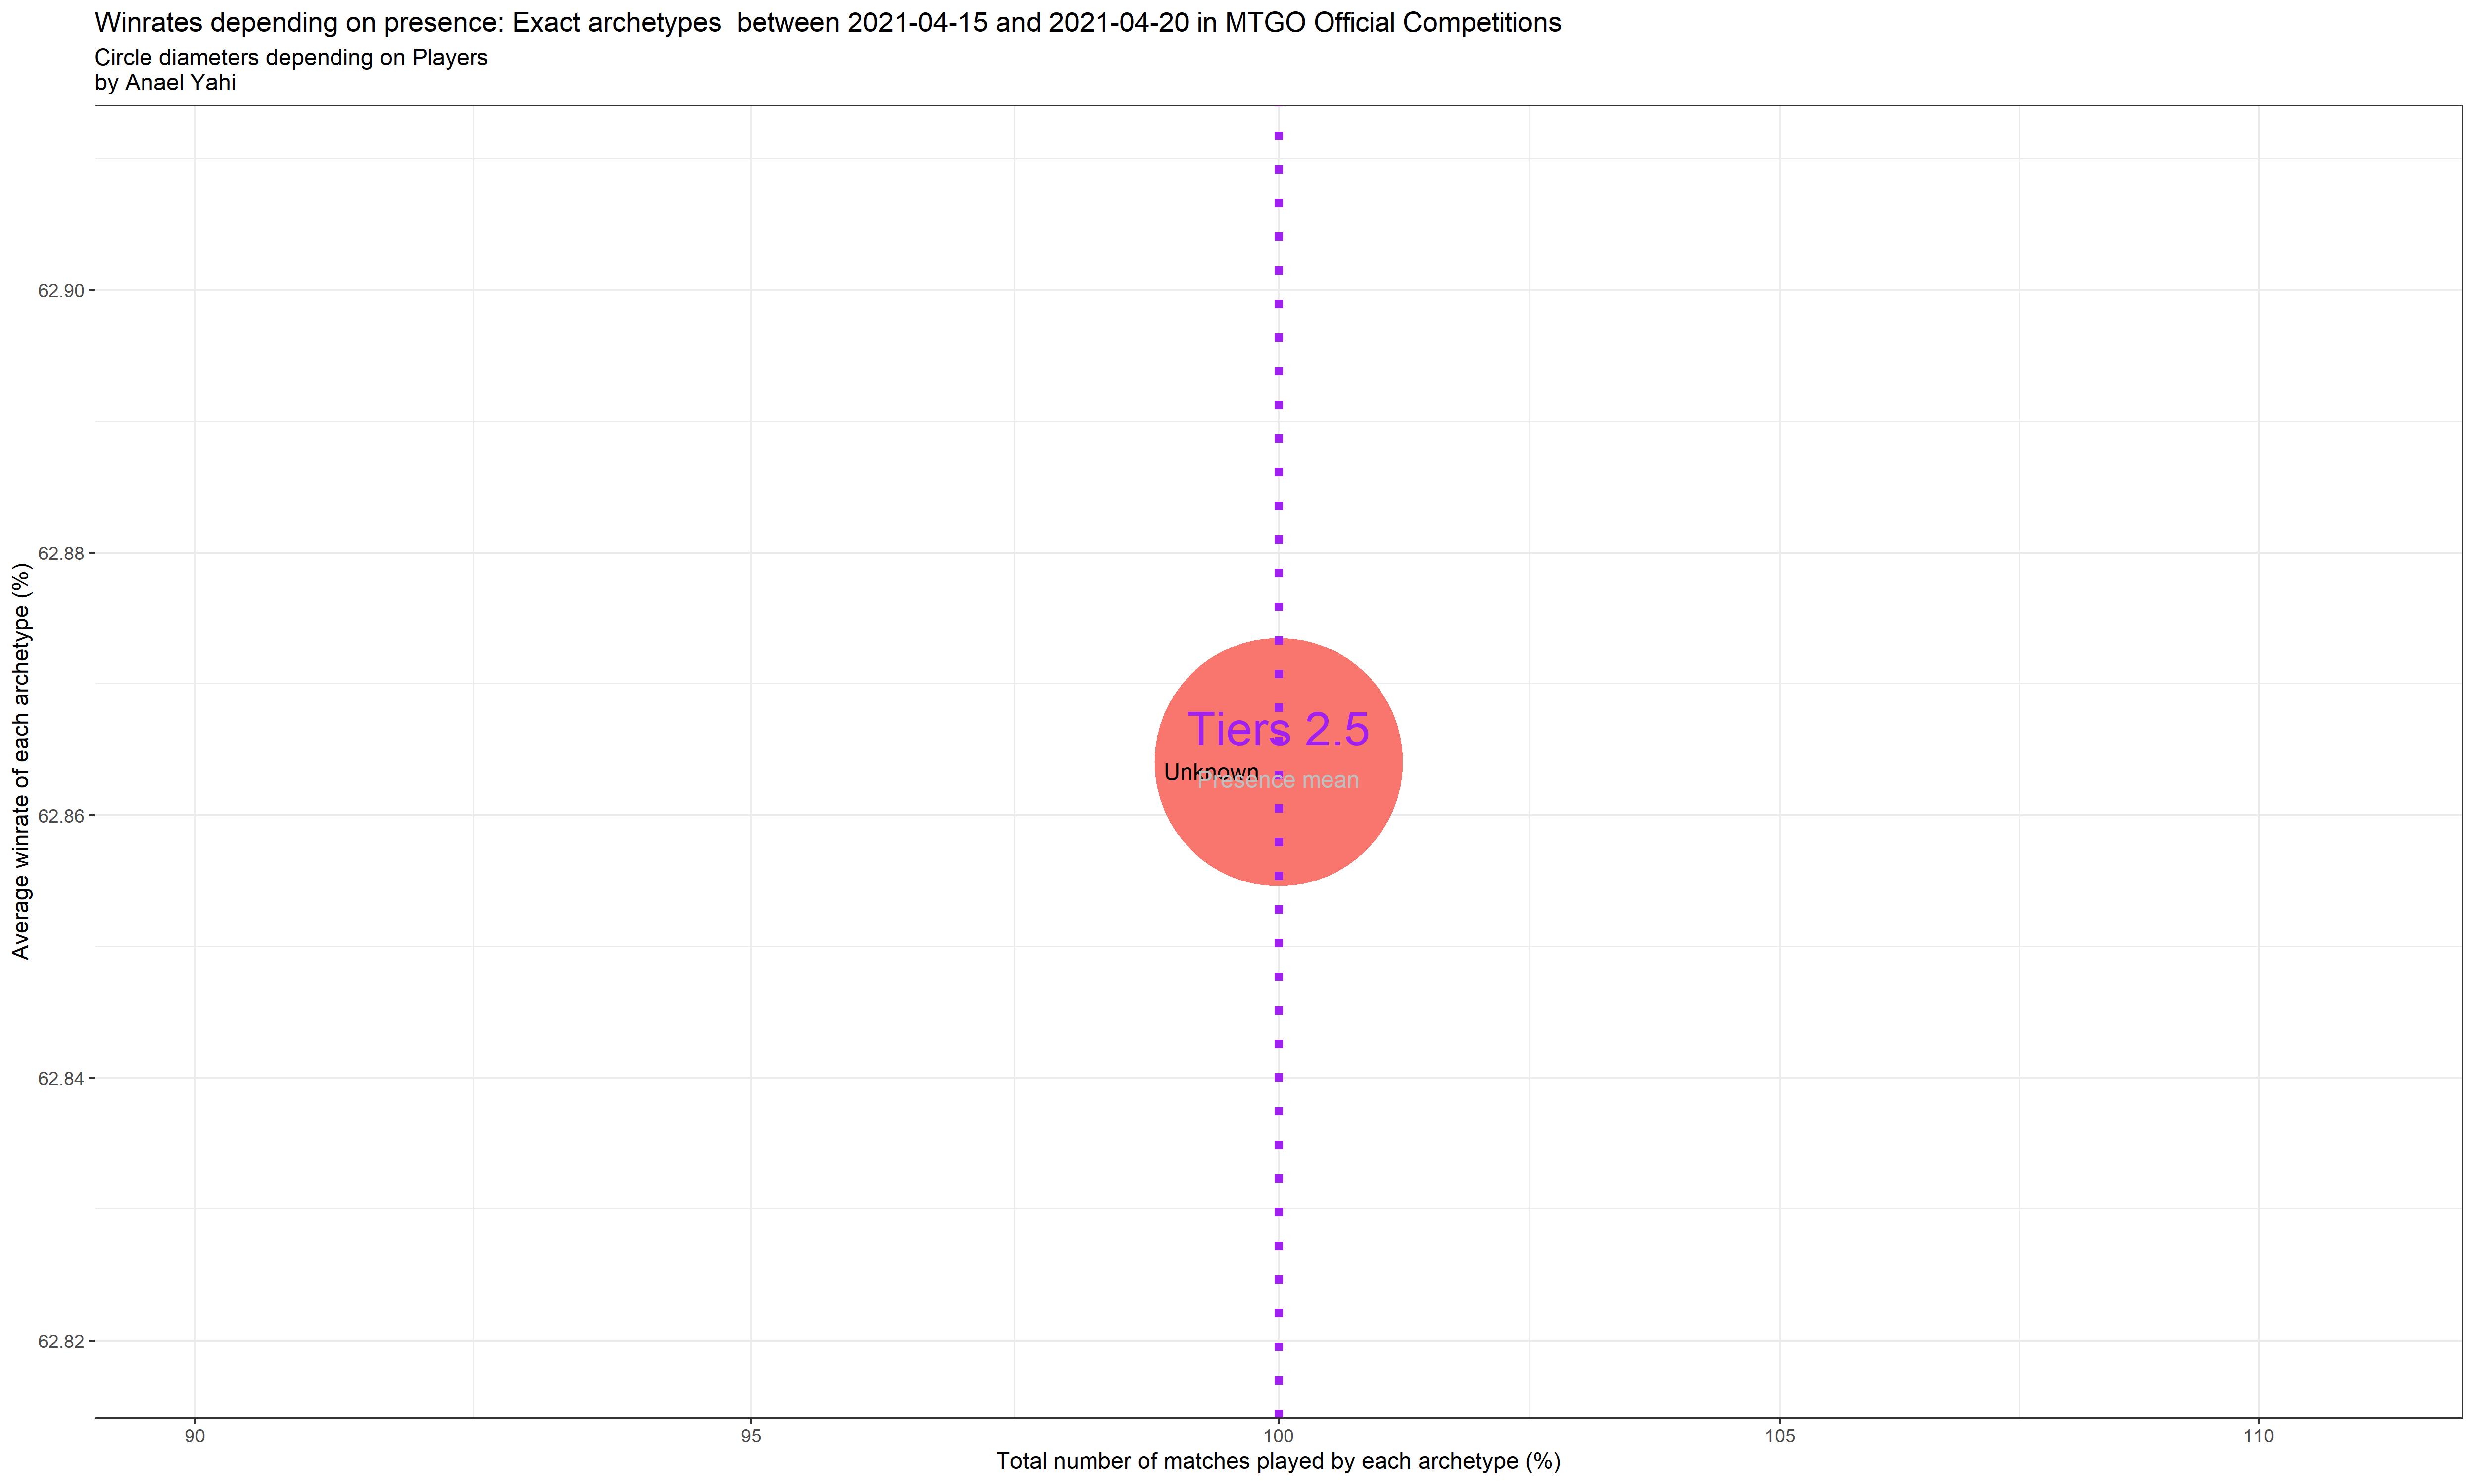 Winrates depending on presence: Exact archetypes  between 2021-04-15 and 2021-04-20 in MTGO Official Competitions
Circle diameters depending on Players
by Anael Yahi
Average winrate of each archetype (%)
62.90
62.88
62.86
62.84
62.82
Tiers 2.5
Unknown
Presence mean
90 95 100 105 110
Total number of matches played by each archetype (%)